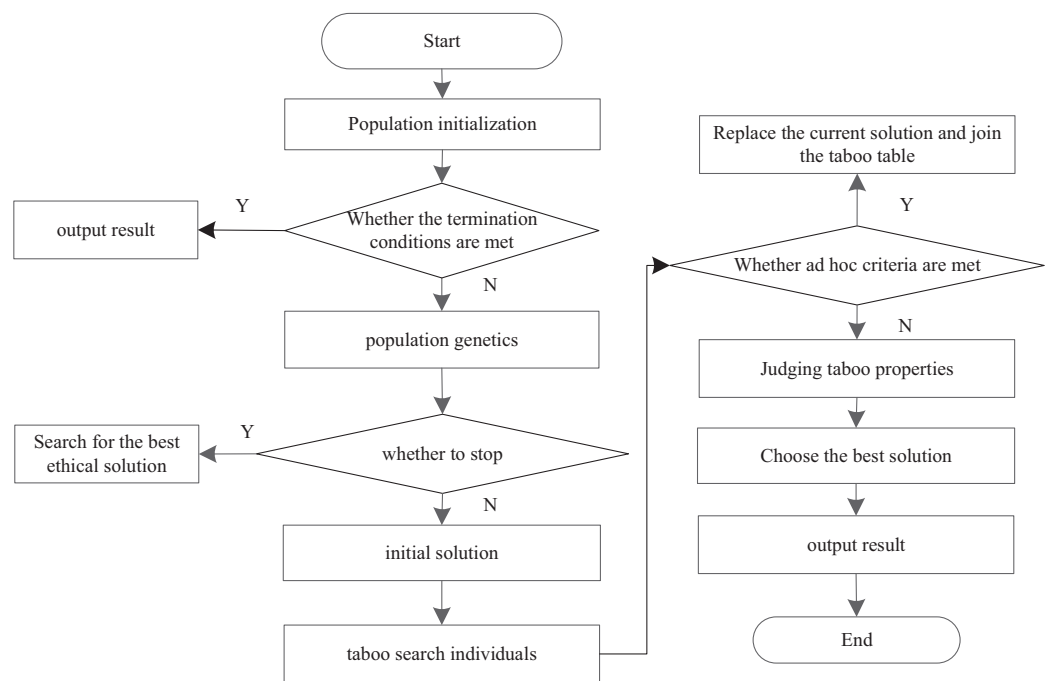 Start
Population initialization
Whether the termination
conditions are met
Y
output result
N
population genetics
whether to stop
Y
Search for the best
ethical solution
N
initial solution
taboo search individuals
Replace the current solution and join
the taboo table
Y
Whether ad hoc criteria are met
N
Judging taboo properties
Choose the best solution
output result
End